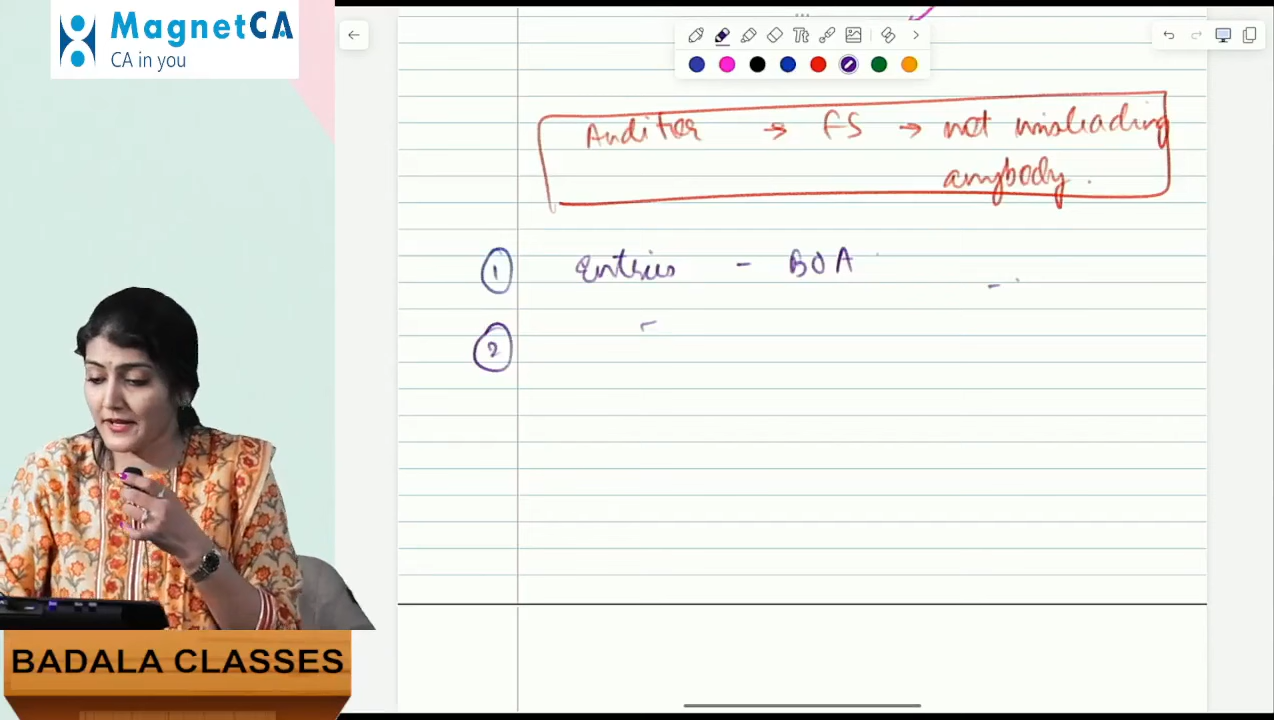 MagnetCA
CA in you
Auditor → FS → not misleading
anybody.
① Entries - BOA
②
BADALA CLASSES